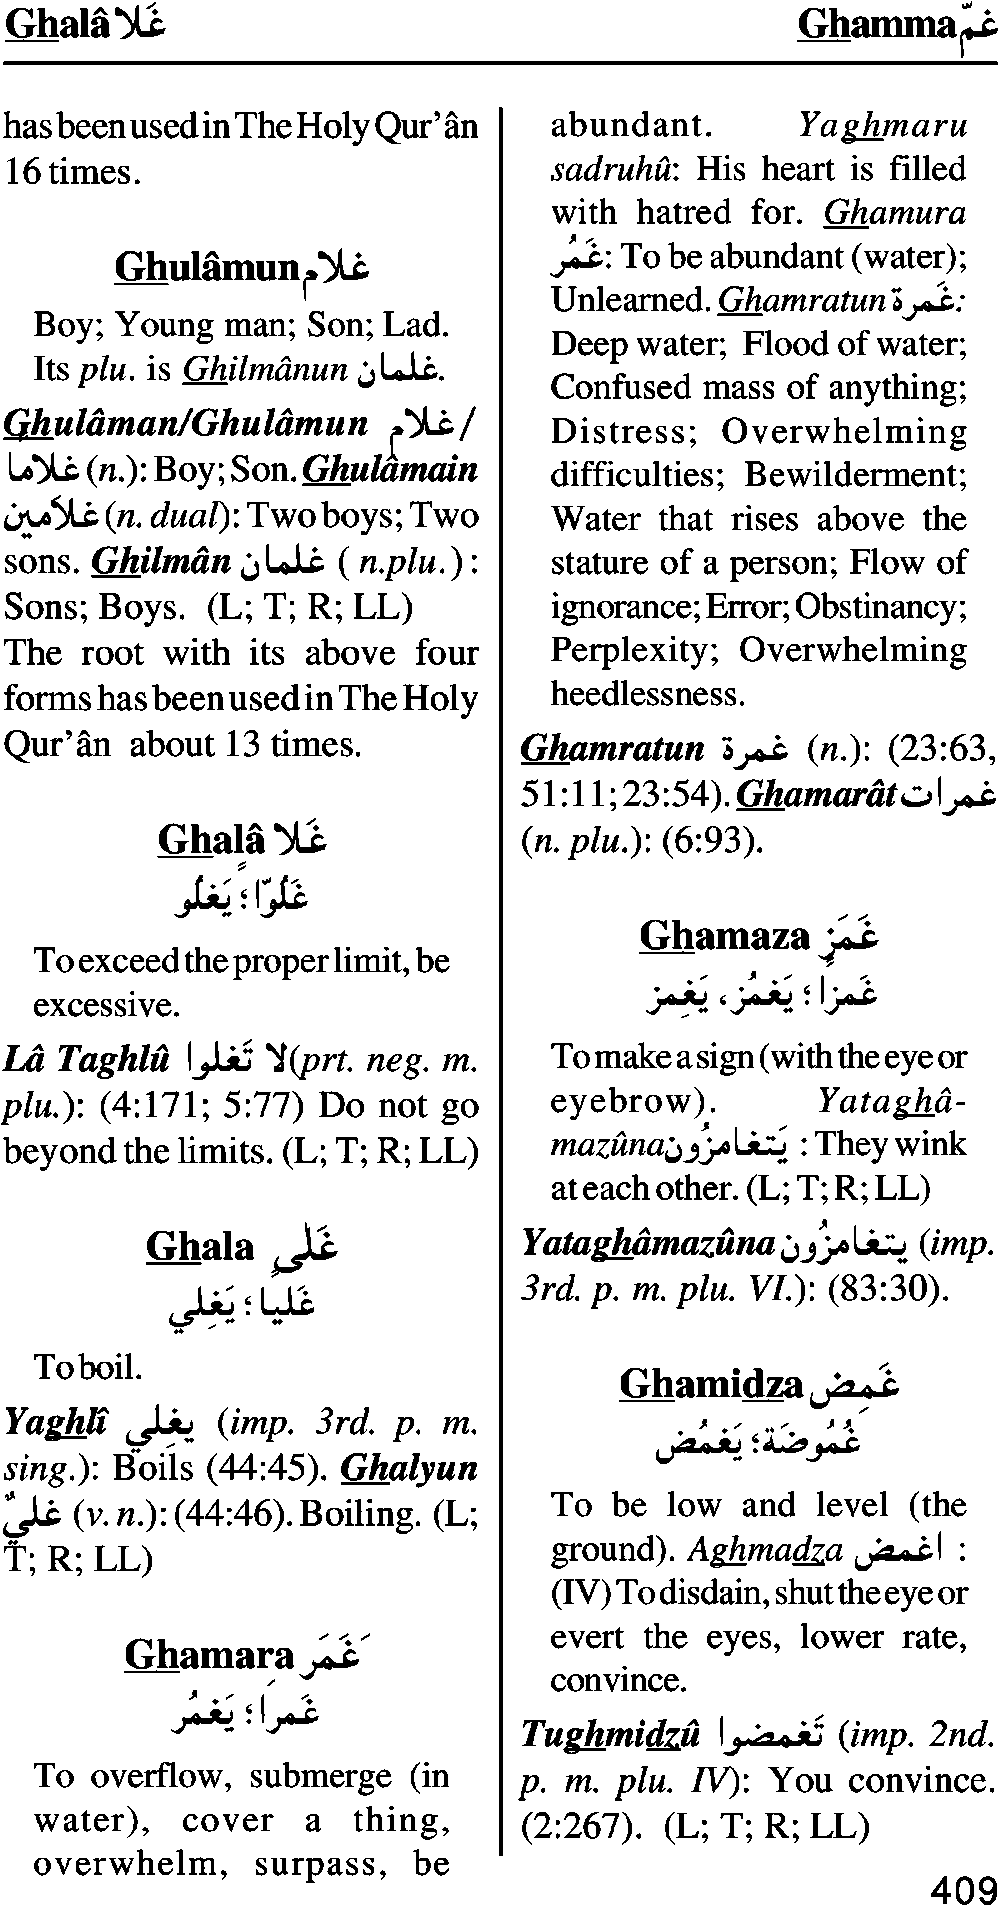 Ghalâ غَلا
Ghamma غمّ
has been used in The Holy Qur’ân
16 times.
Ghulâmun غلام
Boy; Young man; Son; Lad.
Its plu. is Ghilmânun غلمان.
Ghulâman/Ghulâmun غلام /
غلاما (n.): Boy; Son. Ghulâmain
غلاَمين (n. dual): Two boys; Two
sons. Ghilmân غلمان ( n.plu.) :
Sons; Boys. (L; T; R; LL)
The root with its above four
forms has been used in The Holy
Qur’ân about 13 times.
Ghalâ غَلا
غَلُوّا ؛ يَغلُو
To exceed the proper limit, be
excessive.
Lâ Taghlû لا تَغلوا (prt. neg. m.
plu.): (4:171; 5:77) Do not go
beyond the limits. (L; T; R; LL)
Ghala غَلٰى
غَليا ؛ يَغِلي
To boil.
Yaghlî يغلي (imp. 3rd. p. m.
sing.): Boils (44:45). Ghalyun
غليٌ (v. n.): (44:46). Boiling. (L;
T; R; LL)
Ghamara غَمَرَ
غَمراً ؛ يَغمُر
To overflow, submerge (in
water), cover a thing,
overwhelm, surpass, be
abundant. Yaghmaru
sadruhû: His heart is filled
with hatred for. Ghamura
غَمُر: To be abundant (water);
Unlearned. Ghamratun غَمرة:
Deep water; Flood of water;
Confused mass of anything;
Distress; Overwhelming
difficulties; Bewilderment;
Water that rises above the
stature of a person; Flow of
ignorance; Error; Obstinancy;
Perplexity; Overwhelming
heedlessness.
Ghamratun غمرة (n.): (23:63,
51:11; 23:54). Ghamarât غمرات
(n. plu.): (6:93).
Ghamaza غَمَز
غَمزاً ؛ يَغمُز، يَغمِز
To make a sign (with the eye or
eyebrow). Yataghâ-
mazûna يَتغامزُون : They wink
at each other. (L; T; R; LL)
Yataghâmazûna يتغامزُون (imp.
3rd. p. m. plu. VI.): (83:30).
Ghamidza غَمِض
غُمُوضَة؛ يَغمُض
To be low and level (the
ground). Aghmadza اغمض :
(IV) To disdain, shut the eye or
evert the eyes, lower rate,
convince.
Tughmidzû تَغمضوا (imp. 2nd.
p. m. plu. IV): You convince.
(2:267). (L; T; R; LL)
409